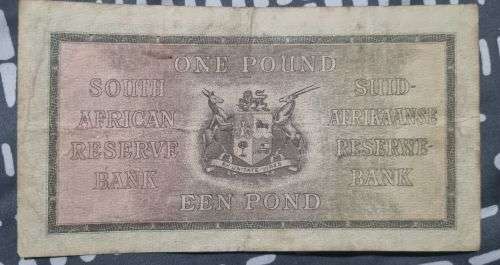 ONE POUND
SOUTH
AFRICAN
RESERVE
BANK
SUID-
AFRIKAANSE
RESERWE-
BANK
EEN POND